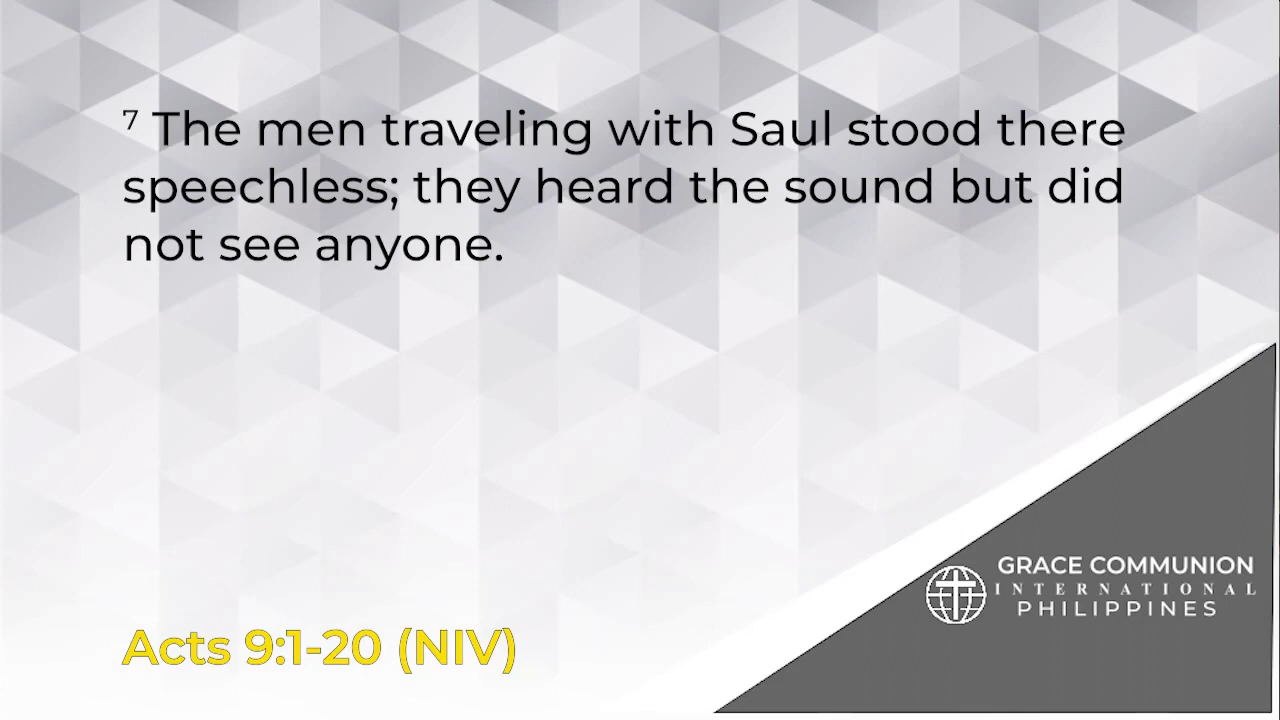 ⁷ The men traveling with Saul stood there
speechless; they heard the sound but did
not see anyone.
GRACE COMMUNION
INTERNATIONAL
PHILIPPINES
Acts 9:1-20 (NIV)